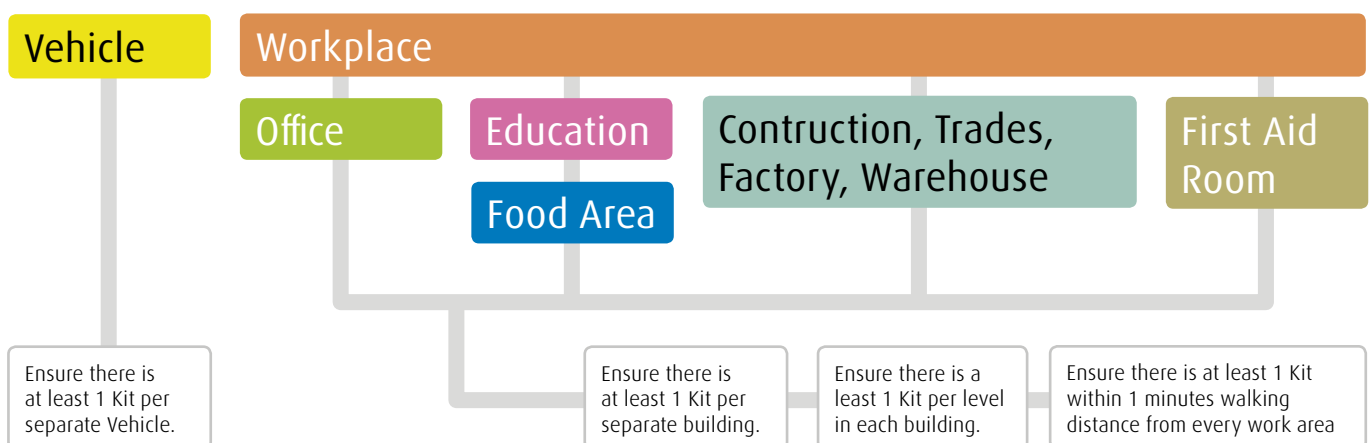 Vehicle
Workplace
Office
Education
Food Area
Contruction, Trades,
Factory, Warehouse
First Aid
Room
Ensure there is
at least 1 Kit per
separate Vehicle.
Ensure there is
at least 1 Kit per
separate building.
Ensure there is a
least 1 Kit per level
in each building.
Ensure there is at least 1 Kit
within 1 minutes walking
distance from every work area